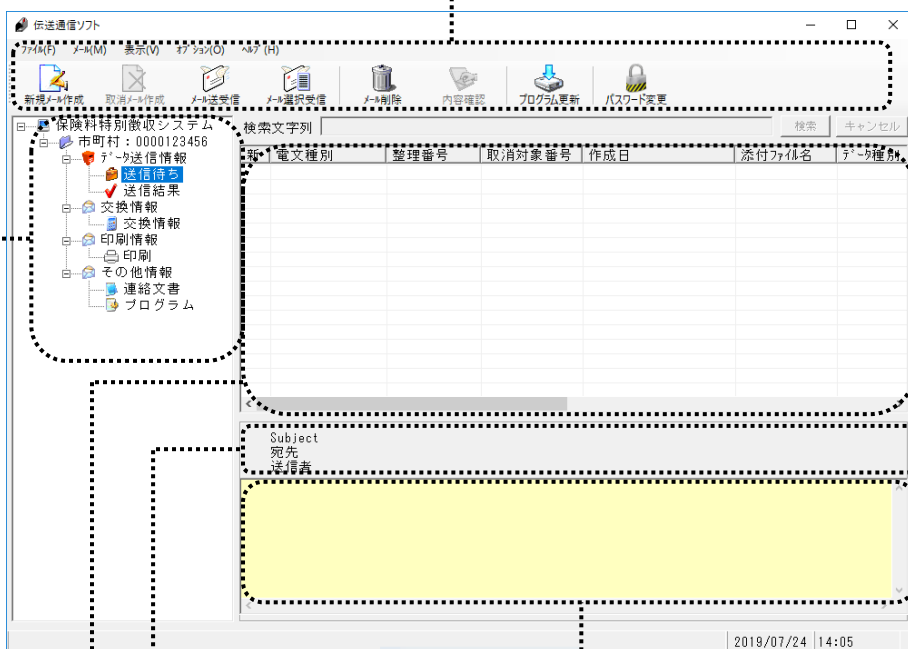 伝送通信ソフト
ファイル(F) メール(M) 表示(V) オプション(O) ヘルプ(H)
新規メール作成 取消メール作成 メール送受信 メール選択受信 メール削除 内容確認 プログラム更新 パスワード変更
保険料特別徴収システム
市町村:0000123456
データ送信情報
送信待ち
送信結果
交換情報
交換情報
印刷情報
印刷
その他情報
連絡文書
プログラム
検索文字列 検索 キャンセル
新 電文種別 整理番号 取消対象番号 作成日 添付ファイル名 データ種別
Subject
宛先
送信者
2019/07/24 14:05